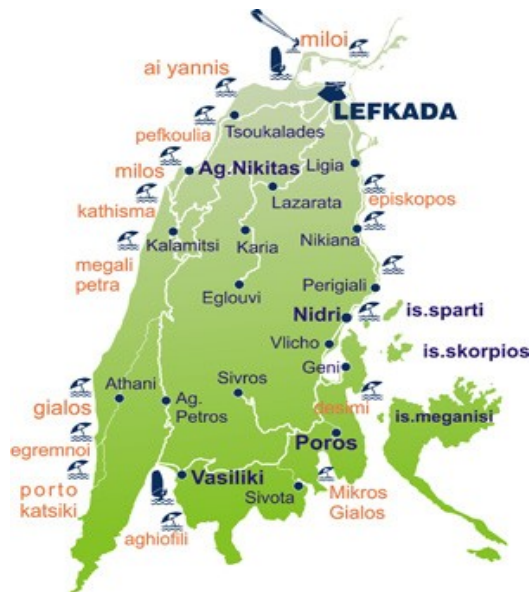 miloi
ai yannis
LEFKADA
pefkoulia
Tsoukalades
milos
Ag.Nikitas
Ligia
kathisma
Lazarata
episkopos
Kalamitsi
Karia
Nikiana
megali
petra
Eglouvi
Perigiali
Nidri
is.sparti
Vlicho
is.skorpios
Geni
Athani
Sivros
gialos
Ag.
Petros
desimi
is.meganisi
egremnoi
Poros
porto
katsiki
Vasiliki
Sivota
Mikros
Gialos
aghiofili